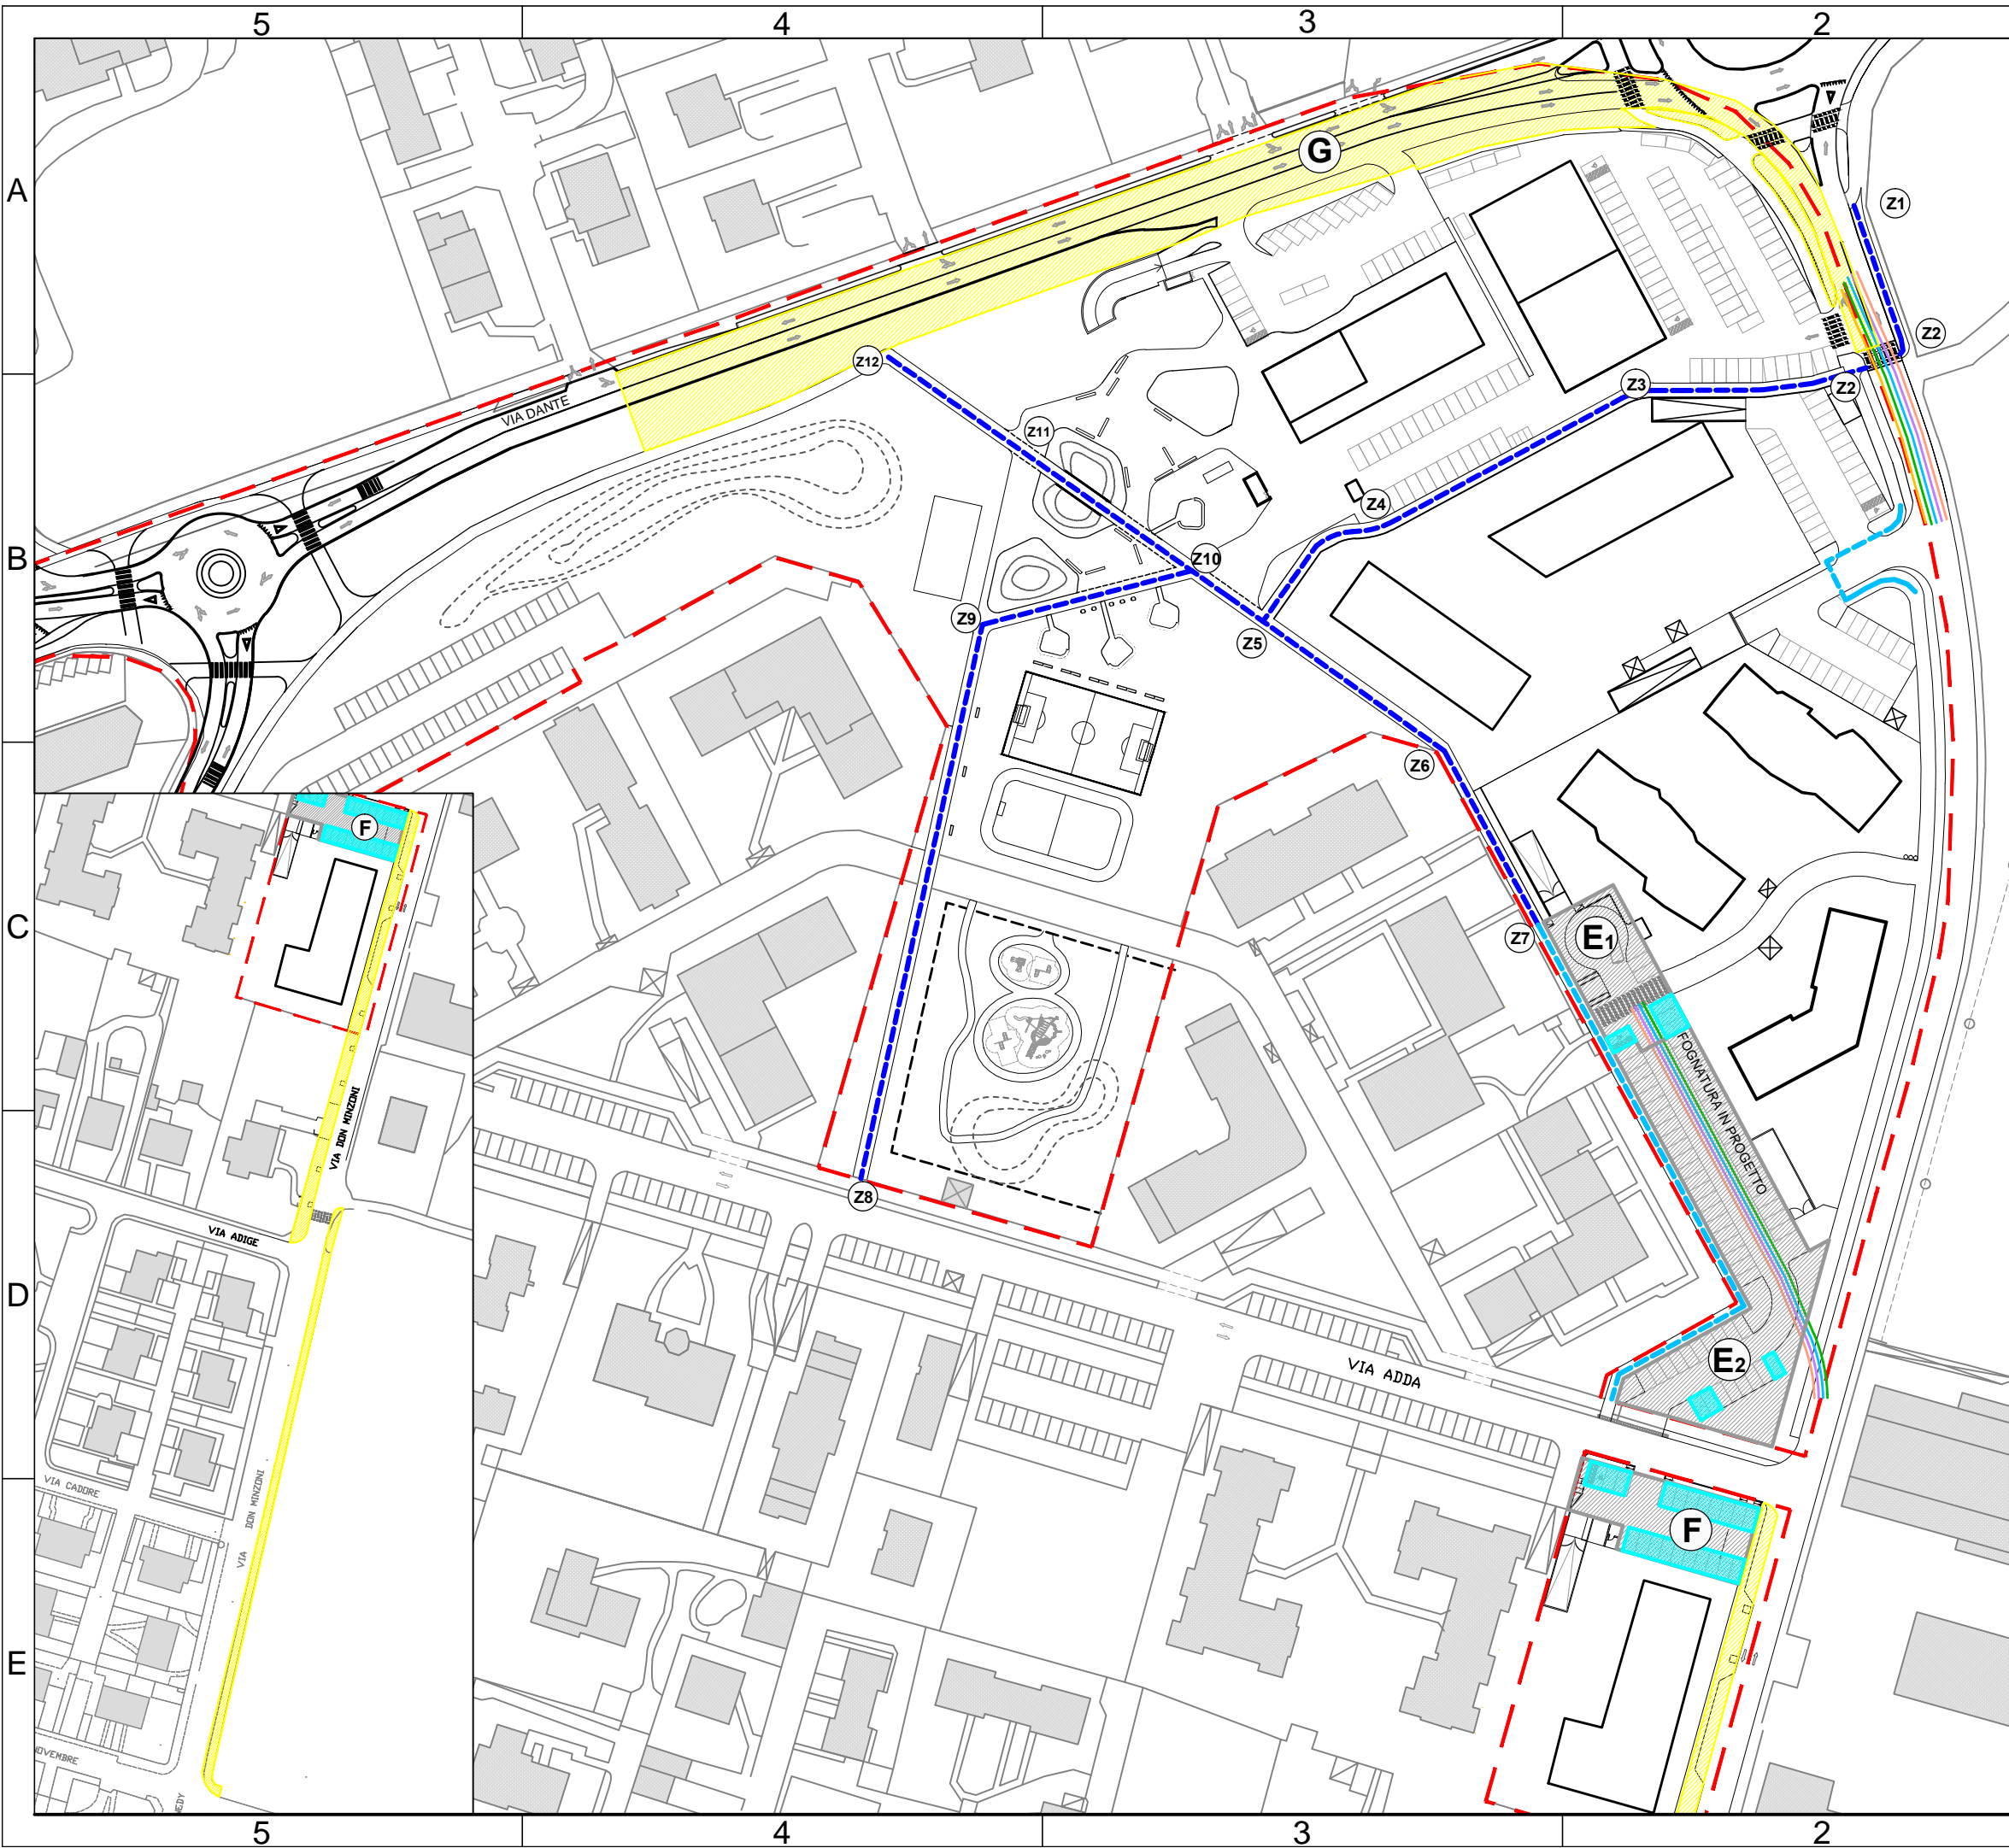 5
4
3
2
A
G
Z1
Z2
Z12
VIA DANTE
Z3
Z2
Z11
Z4
B
Z10
Z9
Z5
Z6
F
C
Z7
E1
FOGNATURA IN PROGETTO
VIA DON MINZONI
Z8
VIA ADIGE
D
E2
VIA ADDA
VIA CADORE
VIA DON MINZONI
F
E
NOVEMBRE
EDY
5
4
3
2